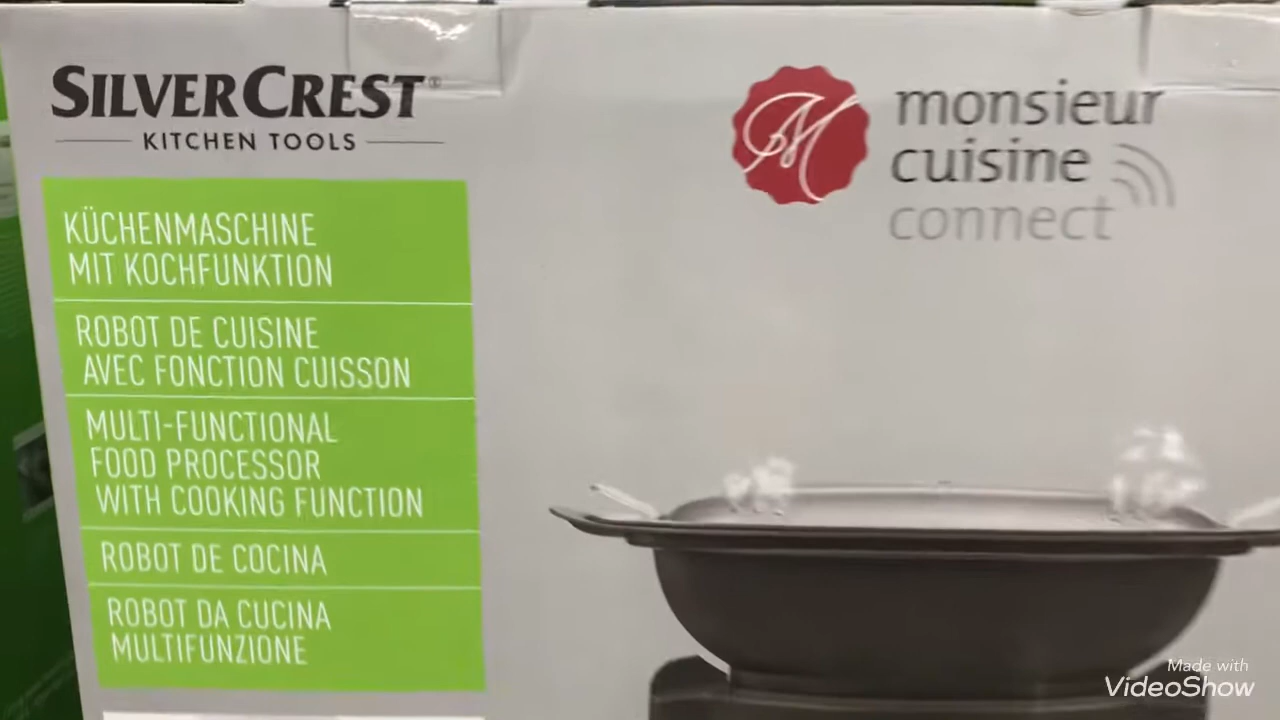 SILVERCREST®
KITCHEN TOOLS
KÜCHENMASCHINE
MIT KOCHFUNKTION
ROBOT DE CUISINE
AVEC FONCTION CUISSON
MULTI-FUNCTIONAL
FOOD PROCESSOR
WITH COOKING FUNCTION
ROBOT DE COCINA
ROBOT DA CUCINA
MULTIFUNZIONE
M
monsieur
cuisine
connect
Made with
VideoShow